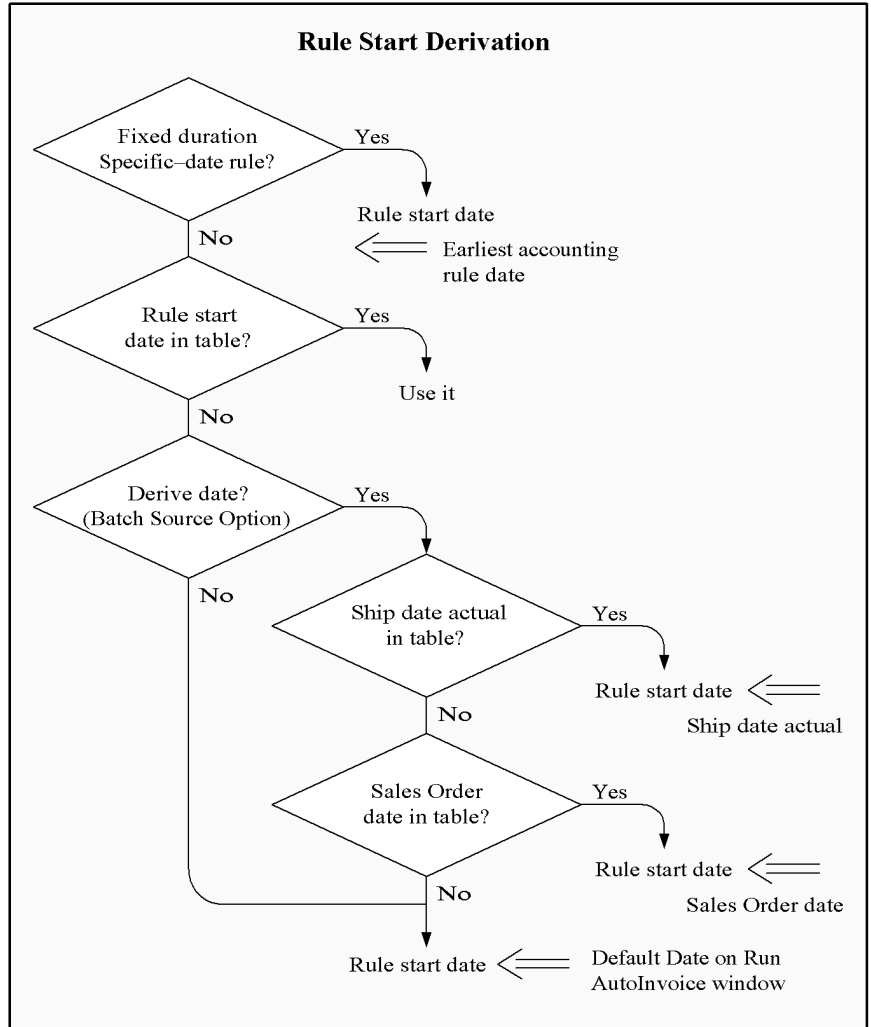 Rule Start Derivation
Fixed duration
Specific–date rule?
Yes
Rule start date
Earliest accounting
rule date
No
Rule start
date in table?
Yes
Use it
No
Derive date?
(Batch Source Option)
Yes
No
Ship date actual
in table?
Yes
Rule start date
Ship date actual
No
Sales Order
date in table?
Yes
Rule start date
Sales Order date
No
Rule start date
Default Date on Run
AutoInvoice window